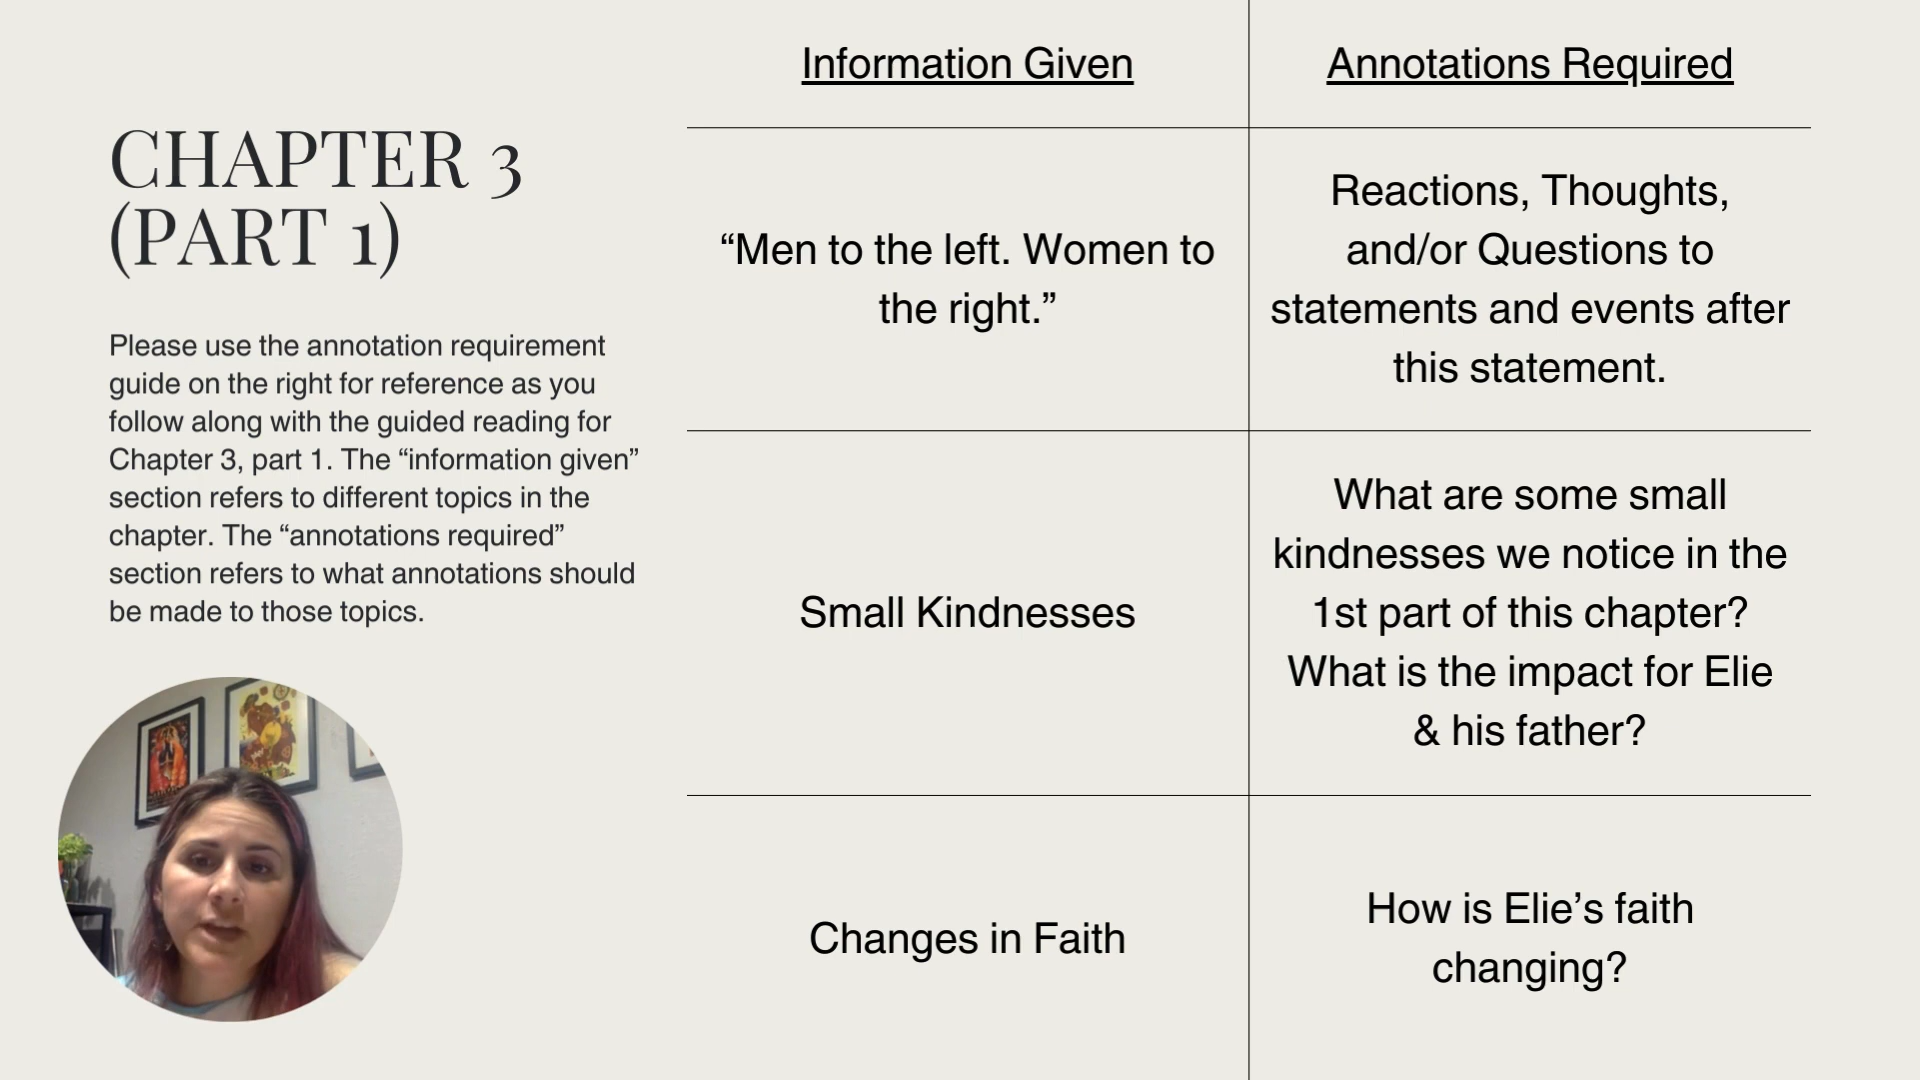 CHAPTER 3
(PART 1)
Please use the annotation requirement
guide on the right for reference as you
follow along with the guided reading for
Chapter 3, part 1. The “information given”
section refers to different topics in the
chapter. The “annotations required”
section refers to what annotations should
be made to those topics.
Information Given
Annotations Required
“Men to the left. Women to
the right.”
Reactions, Thoughts,
and/or Questions to
statements and events after
this statement.
Small Kindnesses
What are some small
kindnesses we notice in the
1st part of this chapter?
What is the impact for Elie
& his father?
Changes in Faith
How is Elie’s faith
changing?